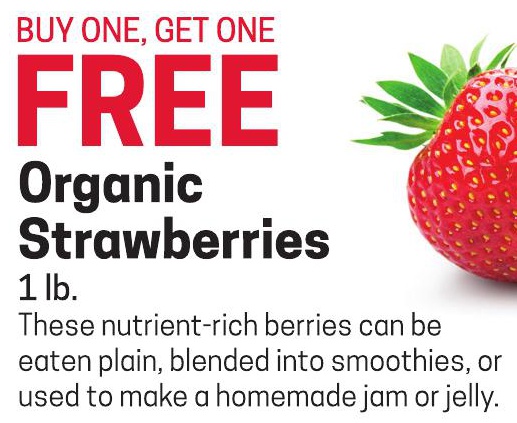 BUY ONE, GET ONE
FREE
Organic
Strawberries
1 lb.
These nutrient-rich berries can be
eaten plain, blended into smoothies, or
used to make a homemade jam or jelly.